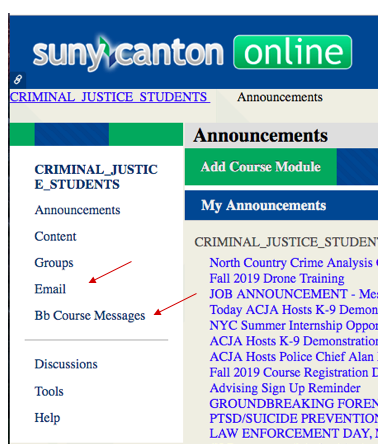 suny canton online
CRIMINAL_JUSTICE_STUDENTS Announcements
Announcements
Add Course Module
My Announcements
CRIMINAL_JUSTIC
E_STUDENTS
Announcements
Content
Groups
Email
Bb Course Messages
Discussions
Tools
Help
CRIMINAL_JUSTICE_STUDEN
North Country Crime Analysis
Fall 2019 Drone Training
JOB ANNOUNCEMENT - Me
Today ACJA Hosts K-9 Demon
NYC Summer Internship Oppor
ACJA Hosts K-9 Demonstration
ACJA Hosts Police Chief Alan
Fall 2019 Course Registration D
Advising Sign Up Reminder
GROUNDBREAKING FOREN
PTSD/SUICIDE PREVENTION
LAW ENFORCEMENT DAY,